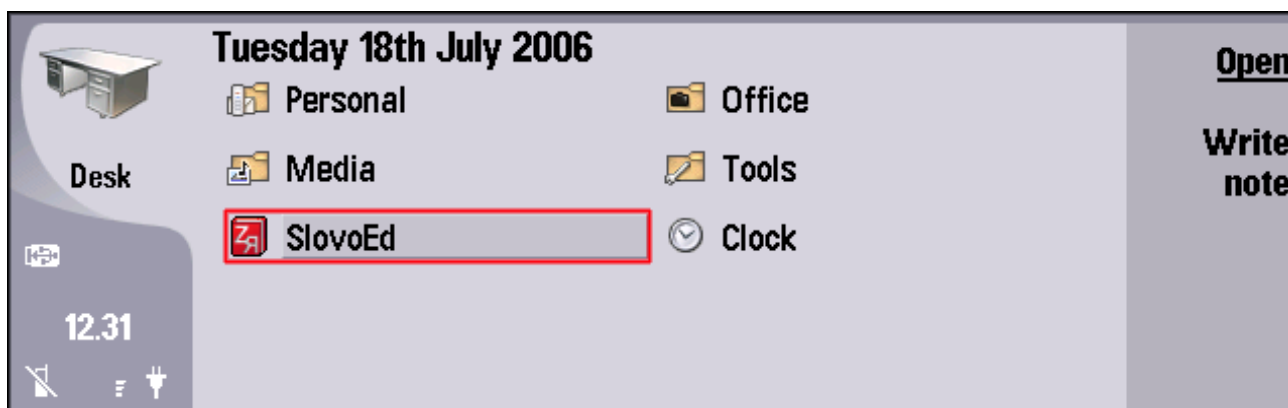 Tuesday 18th July 2006
Personal
Office
Media
Tools
SlovoEd
Clock
Desk
12.31
Open
Write
note